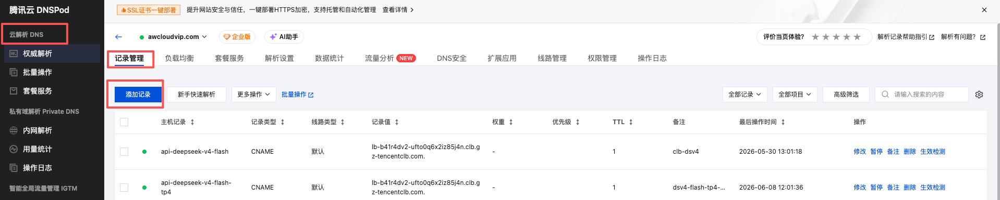 腾讯云 DNSPod
SSL证书一键部署 提升网站安全与信任，一键部署HTTPS加密，支持托管和自动化管理 查看详情
云解析 DNS
权威解析
批量操作
套餐服务
私有域解析 Private DNS
内网解析
用量统计
操作日志
智能全局流量管理 IGTM
awcloudvip.com 企业版 AI助手 评价当页体验? 解析记录帮助指引 解析有问题?
记录管理 负载均衡 套餐服务 解析设置 数据统计 流量分析 NEW DNS安全 扩展应用 线路管理 权限管理 操作日志
添加记录 新手快速解析 更多操作 批量操作 全部记录 全部项目 高级筛选 请输入搜索的内容
主机记录 记录类型 线路类型 记录值 权重 优先级 TTL 备注 最后操作时间 操作
api-deepseek-v4-flash CNAME 默认 lb-b41r4dv2-ufto0q6x2iz85j4n.clb.g - 1 clb-dsv4 2026-05-30 13:01:18 修改 暂停 备注 删除 生效检测
z-tencentclb.com.
api-deepseek-v4-flash- CNAME 默认 lb-b41r4dv2-ufto0q6x2iz85j4n.clb.g - 1 dsv4-flash-tp4-... 2026-06-08 12:01:36 修改 暂停 备注 删除 生效检测
tp4 z-tencentclb.com.